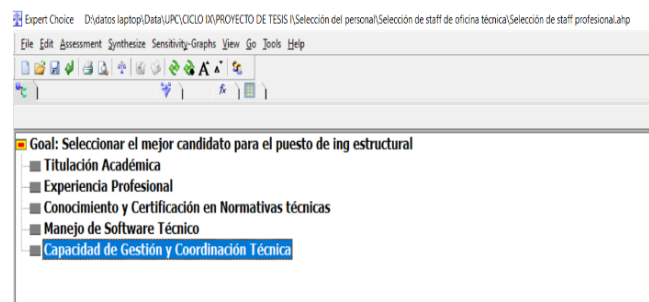 Expert Choice D:\datos laptop\Data\UPC\CICLO IX\PROYECTO DE TESIS I\Selección del personal\Selección de staff de oficina técnica\Selección de staff profesional.ahp
File Edit Assessment Synthesize Sensitivity-Graphs View Go Tools Help
Goal: Seleccionar el mejor candidato para el puesto de ing estructural
Titulación Académica
Experiencia Profesional
Conocimiento y Certificación en Normativas técnicas
Manejo de Software Técnico
Capacidad de Gestión y Coordinación Técnica